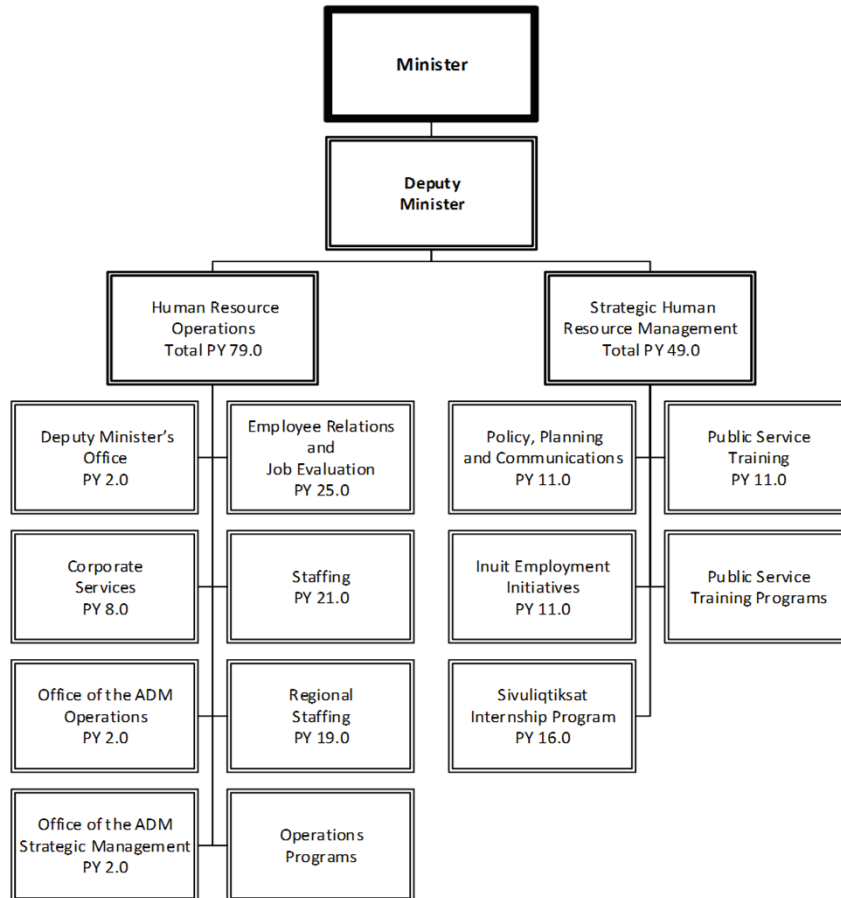 Minister
Deputy
Minister
Human Resource
Operations
Total PY 79.0
Strategic Human
Resource Management
Total PY 49.0
Deputy Minister’s
Office
PY 2.0
Employee Relations
and
Job Evaluation
PY 25.0
Policy, Planning
and Communications
PY 11.0
Public Service
Training
PY 11.0
Corporate
Services
PY 8.0
Staffing
PY 21.0
Inuit Employment
Initiatives
PY 11.0
Public Service
Training Programs
Office of the ADM
Operations
PY 2.0
Regional
Staffing
PY 19.0
Sivuliqtiksat
Internship Program
PY 16.0
Office of the ADM
Strategic Management
PY 2.0
Operations
Programs